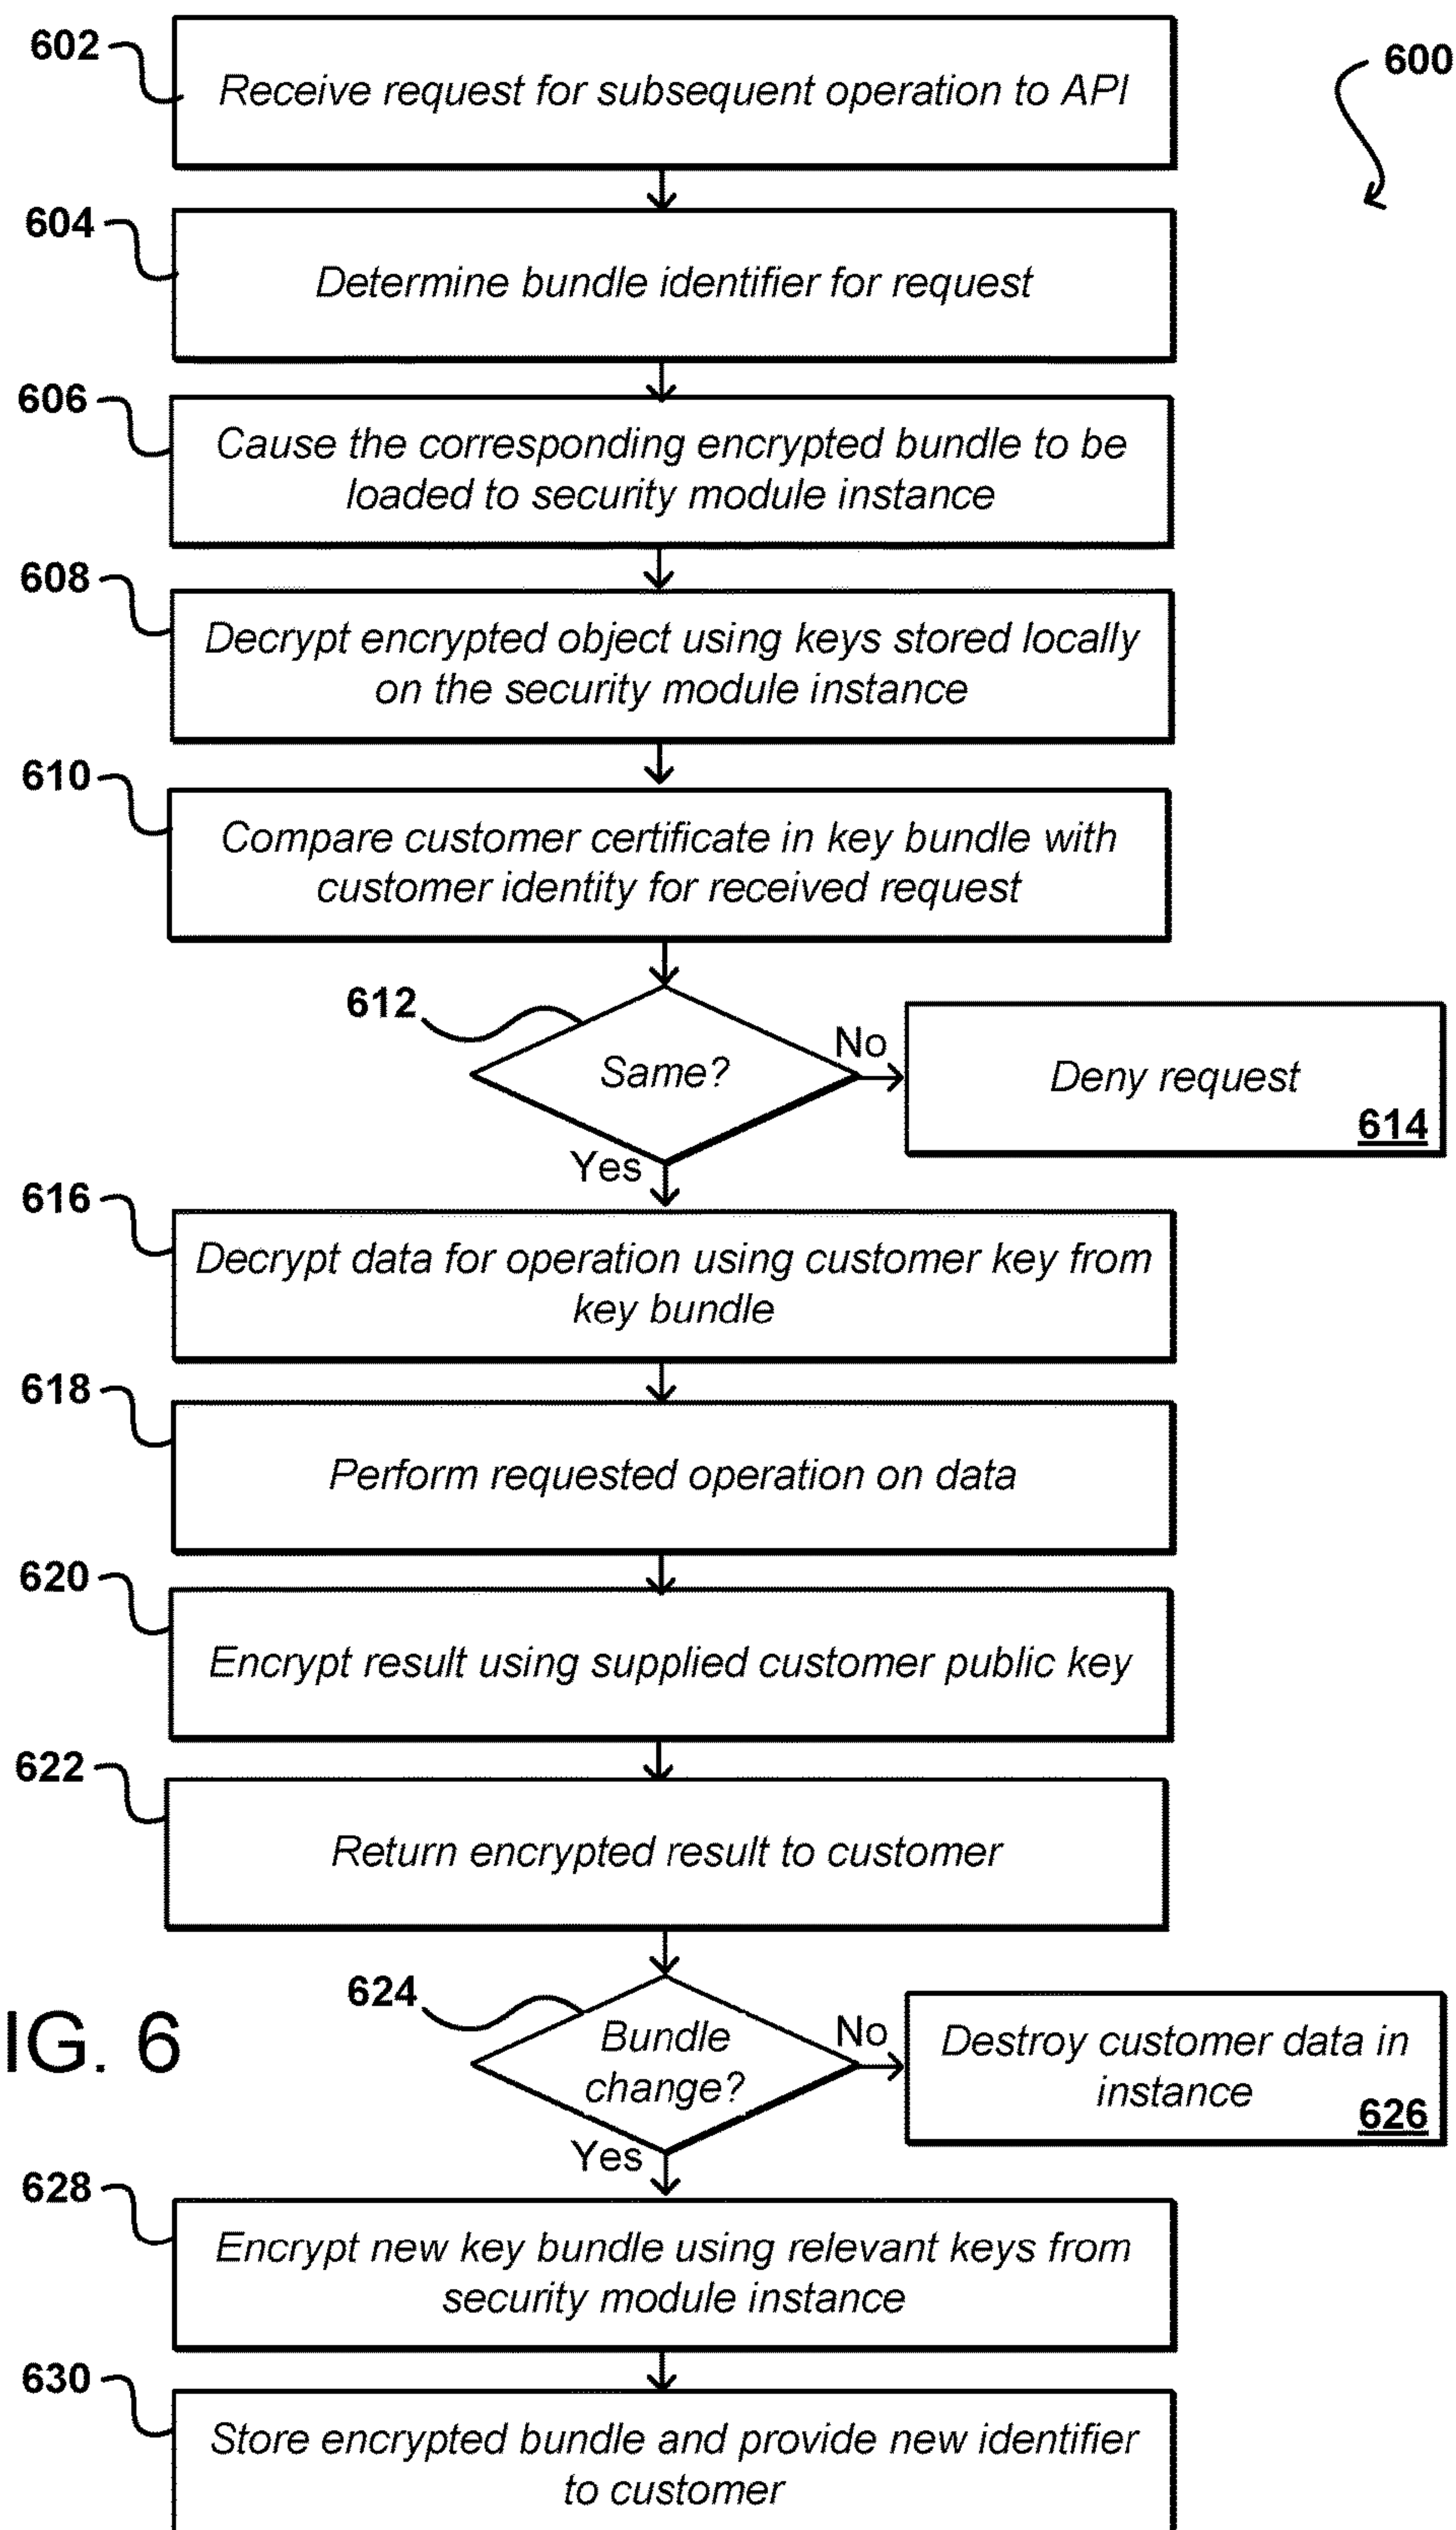 602
Receive request for subsequent operation to API
600
604
Determine bundle identifier for request
606
Cause the corresponding encrypted bundle to be
loaded to security module instance
608
Decrypt encrypted object using keys stored locally
on the security module instance
610
Compare customer certificate in key bundle with
customer identity for received request
612
Same?
No
Deny request
614
Yes
616
Decrypt data for operation using customer key from
key bundle
618
Perform requested operation on data
620
Encrypt result using supplied customer public key
622
Return encrypted result to customer
624
Bundle
change?
No
Destroy customer data in
instance
626
IG. 6
Yes
628
Encrypt new key bundle using relevant keys from
security module instance
630
Store encrypted bundle and provide new identifier
to customer